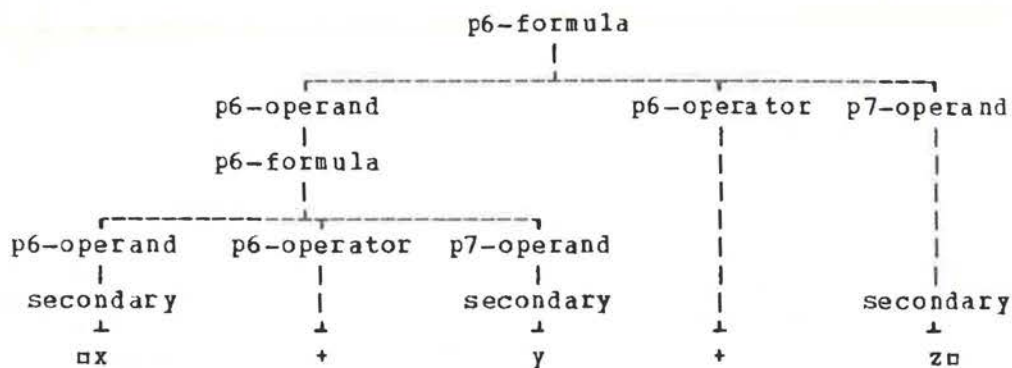 p6-formula
p6-operand p6-operator p7-operand
p6-formula
p6-operand p6-operator p7-operand
secondary secondary secondary
□x + y + z□